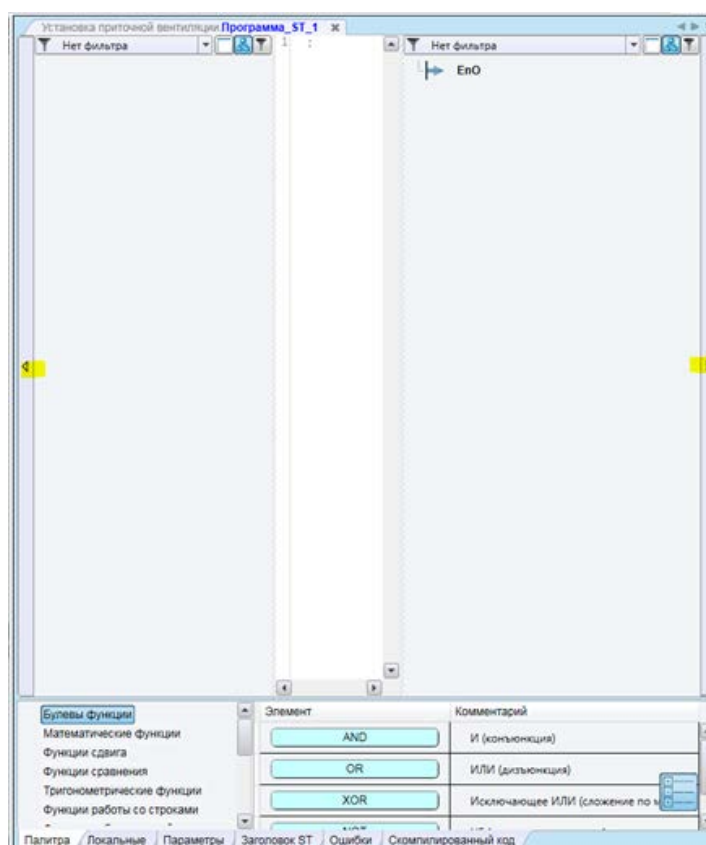 Установка приточной вентиляции.Программа_ST_1
Нет фильтра
1 :
Нет фильтра
EnO
Булевы функции
Математические функции
Функции сдвига
Функции сравнения
Тригонометрические функции
Функции работы со строками
Элемент Комментарий
AND И (конъюнкция)
OR ИЛИ (дизъюнкция)
XOR Исключающее ИЛИ (сложение по м
Палитра Локальные Параметры Заголовок ST Ошибки Скомпилированный код